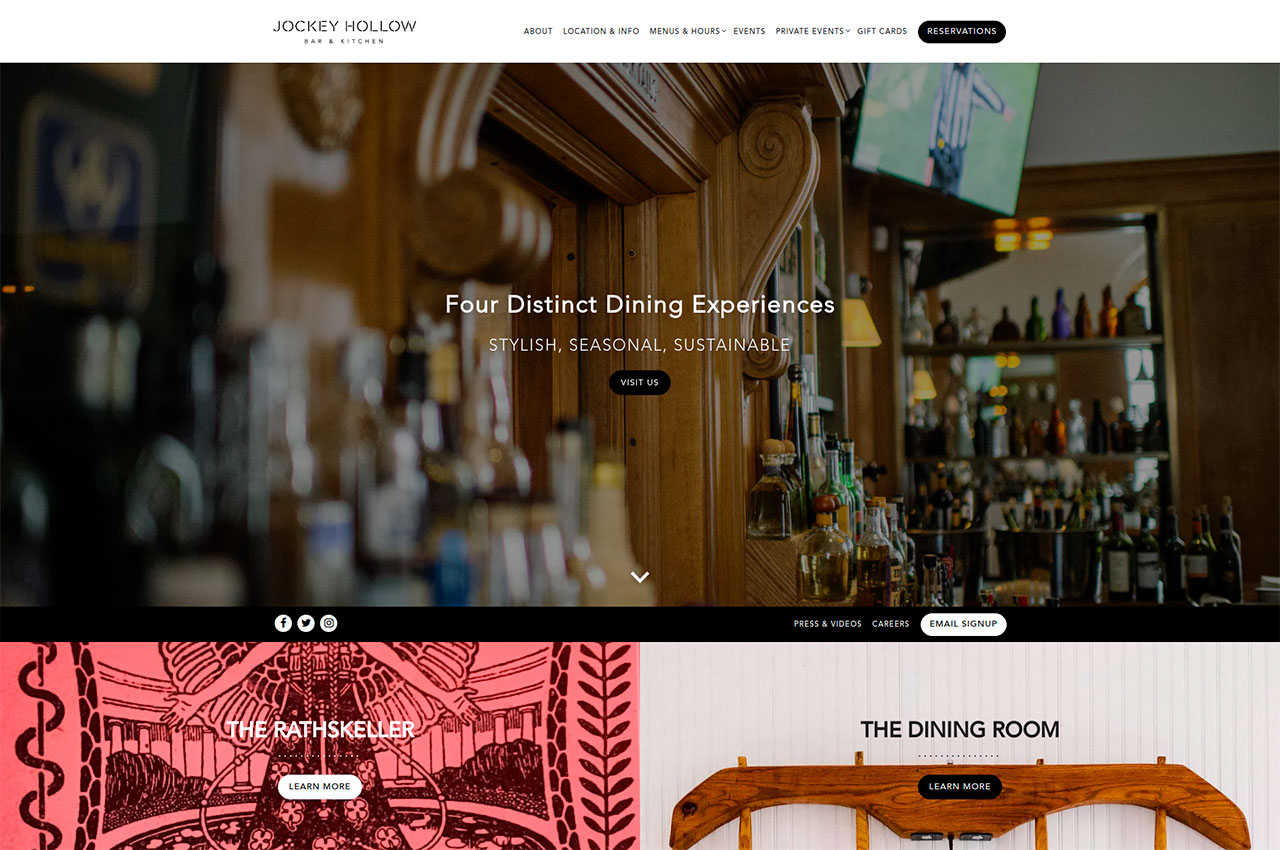 JOCKEY HOLLOW
BAR & KITCHEN
ABOUT LOCATION & INFO MENUS & HOURS EVENTS PRIVATE EVENTS GIFT CARDS RESERVATIONS
Four Distinct Dining Experiences
STYLISH, SEASONAL, SUSTAINABLE
VISIT US
PRESS & VIDEOS CAREERS EMAIL SIGNUP
THE RATHSKELLER
LEARN MORE
THE DINING ROOM
LEARN MORE